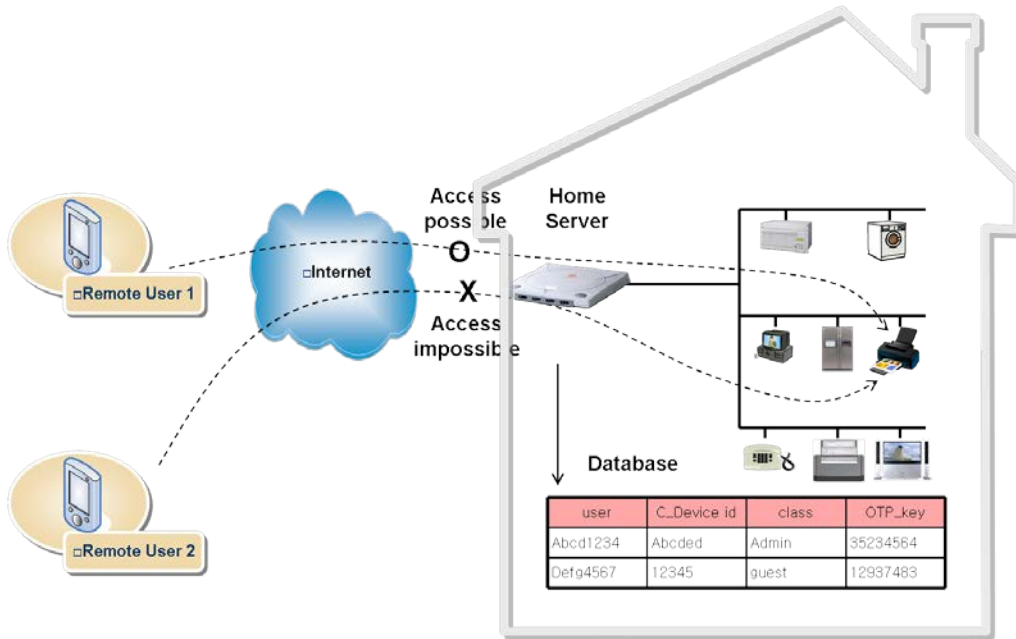 Access
possible
O
X
Access
impossible
Home
Server
□Internet
□Remote User 1
□Remote User 2
Database
user C_Device id class OTP_key
Abcd1234 Abcded Admin 35234564
Defg4567 12345 guest 12937483